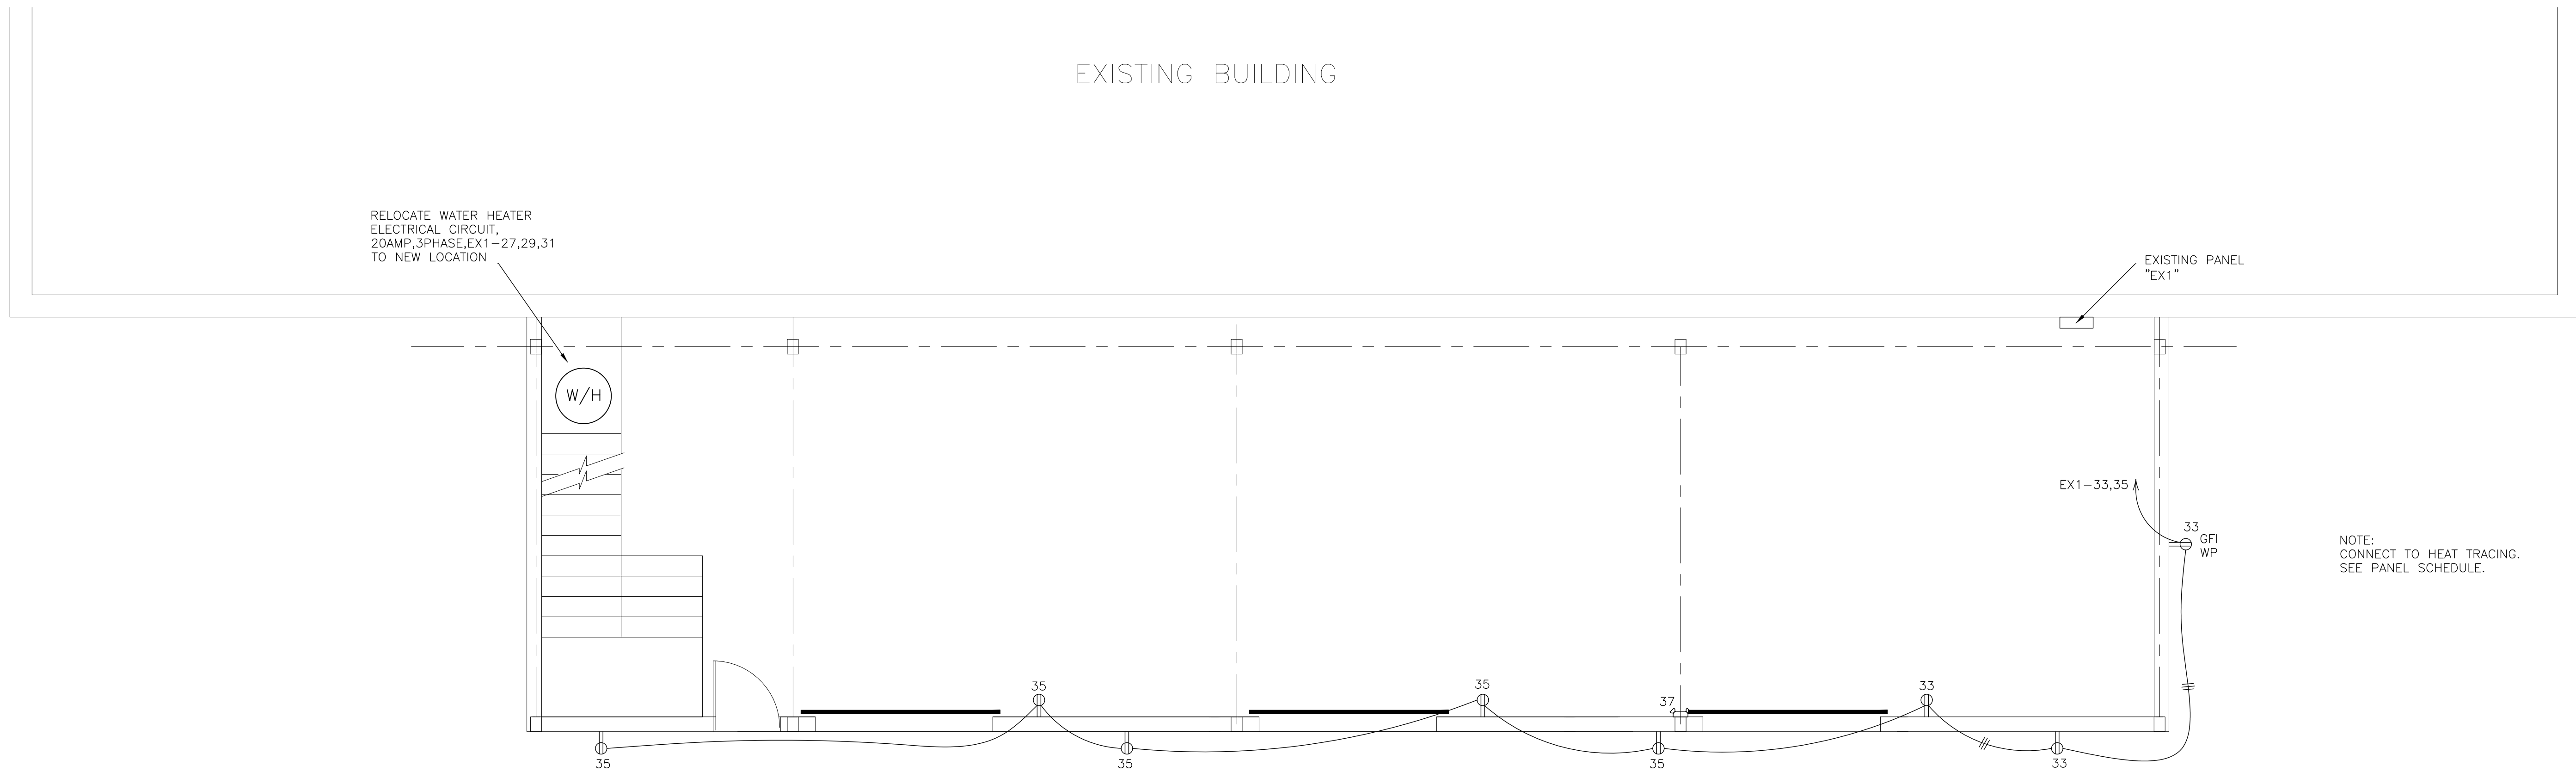 EXISTING BUILDING
RELOCATE WATER HEATER
ELECTRICAL CIRCUIT,
20AMP,3PHASE,EX1-27,29,31
TO NEW LOCATION
EXISTING PANEL
"EX1"
W/H
EX1-33,35
33
GFI
WP
NOTE:
CONNECT TO HEAT TRACING.
SEE PANEL SCHEDULE.
35
35
37
33
35
35
35
33